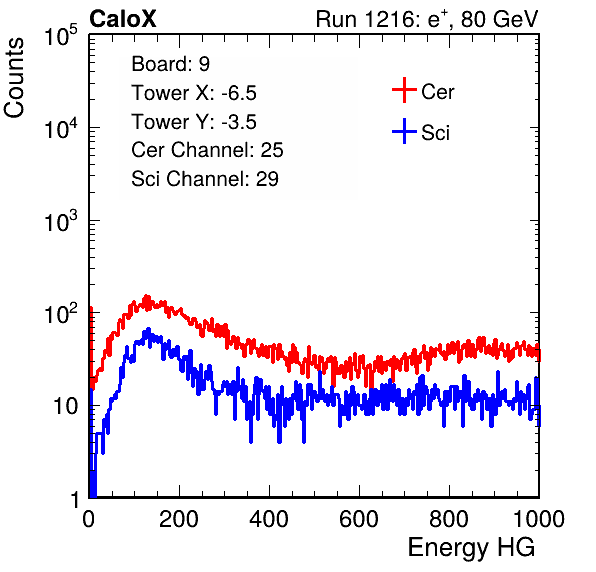 CaloX Run 1216: e+, 80 GeV
Counts
10^5
10^4
10^3
10^2
10
1
Board: 9
Tower X: -6.5
Tower Y: -3.5
Cer Channel: 25
Sci Channel: 29
Cer
Sci
0 200 400 600 800 1000
Energy HG